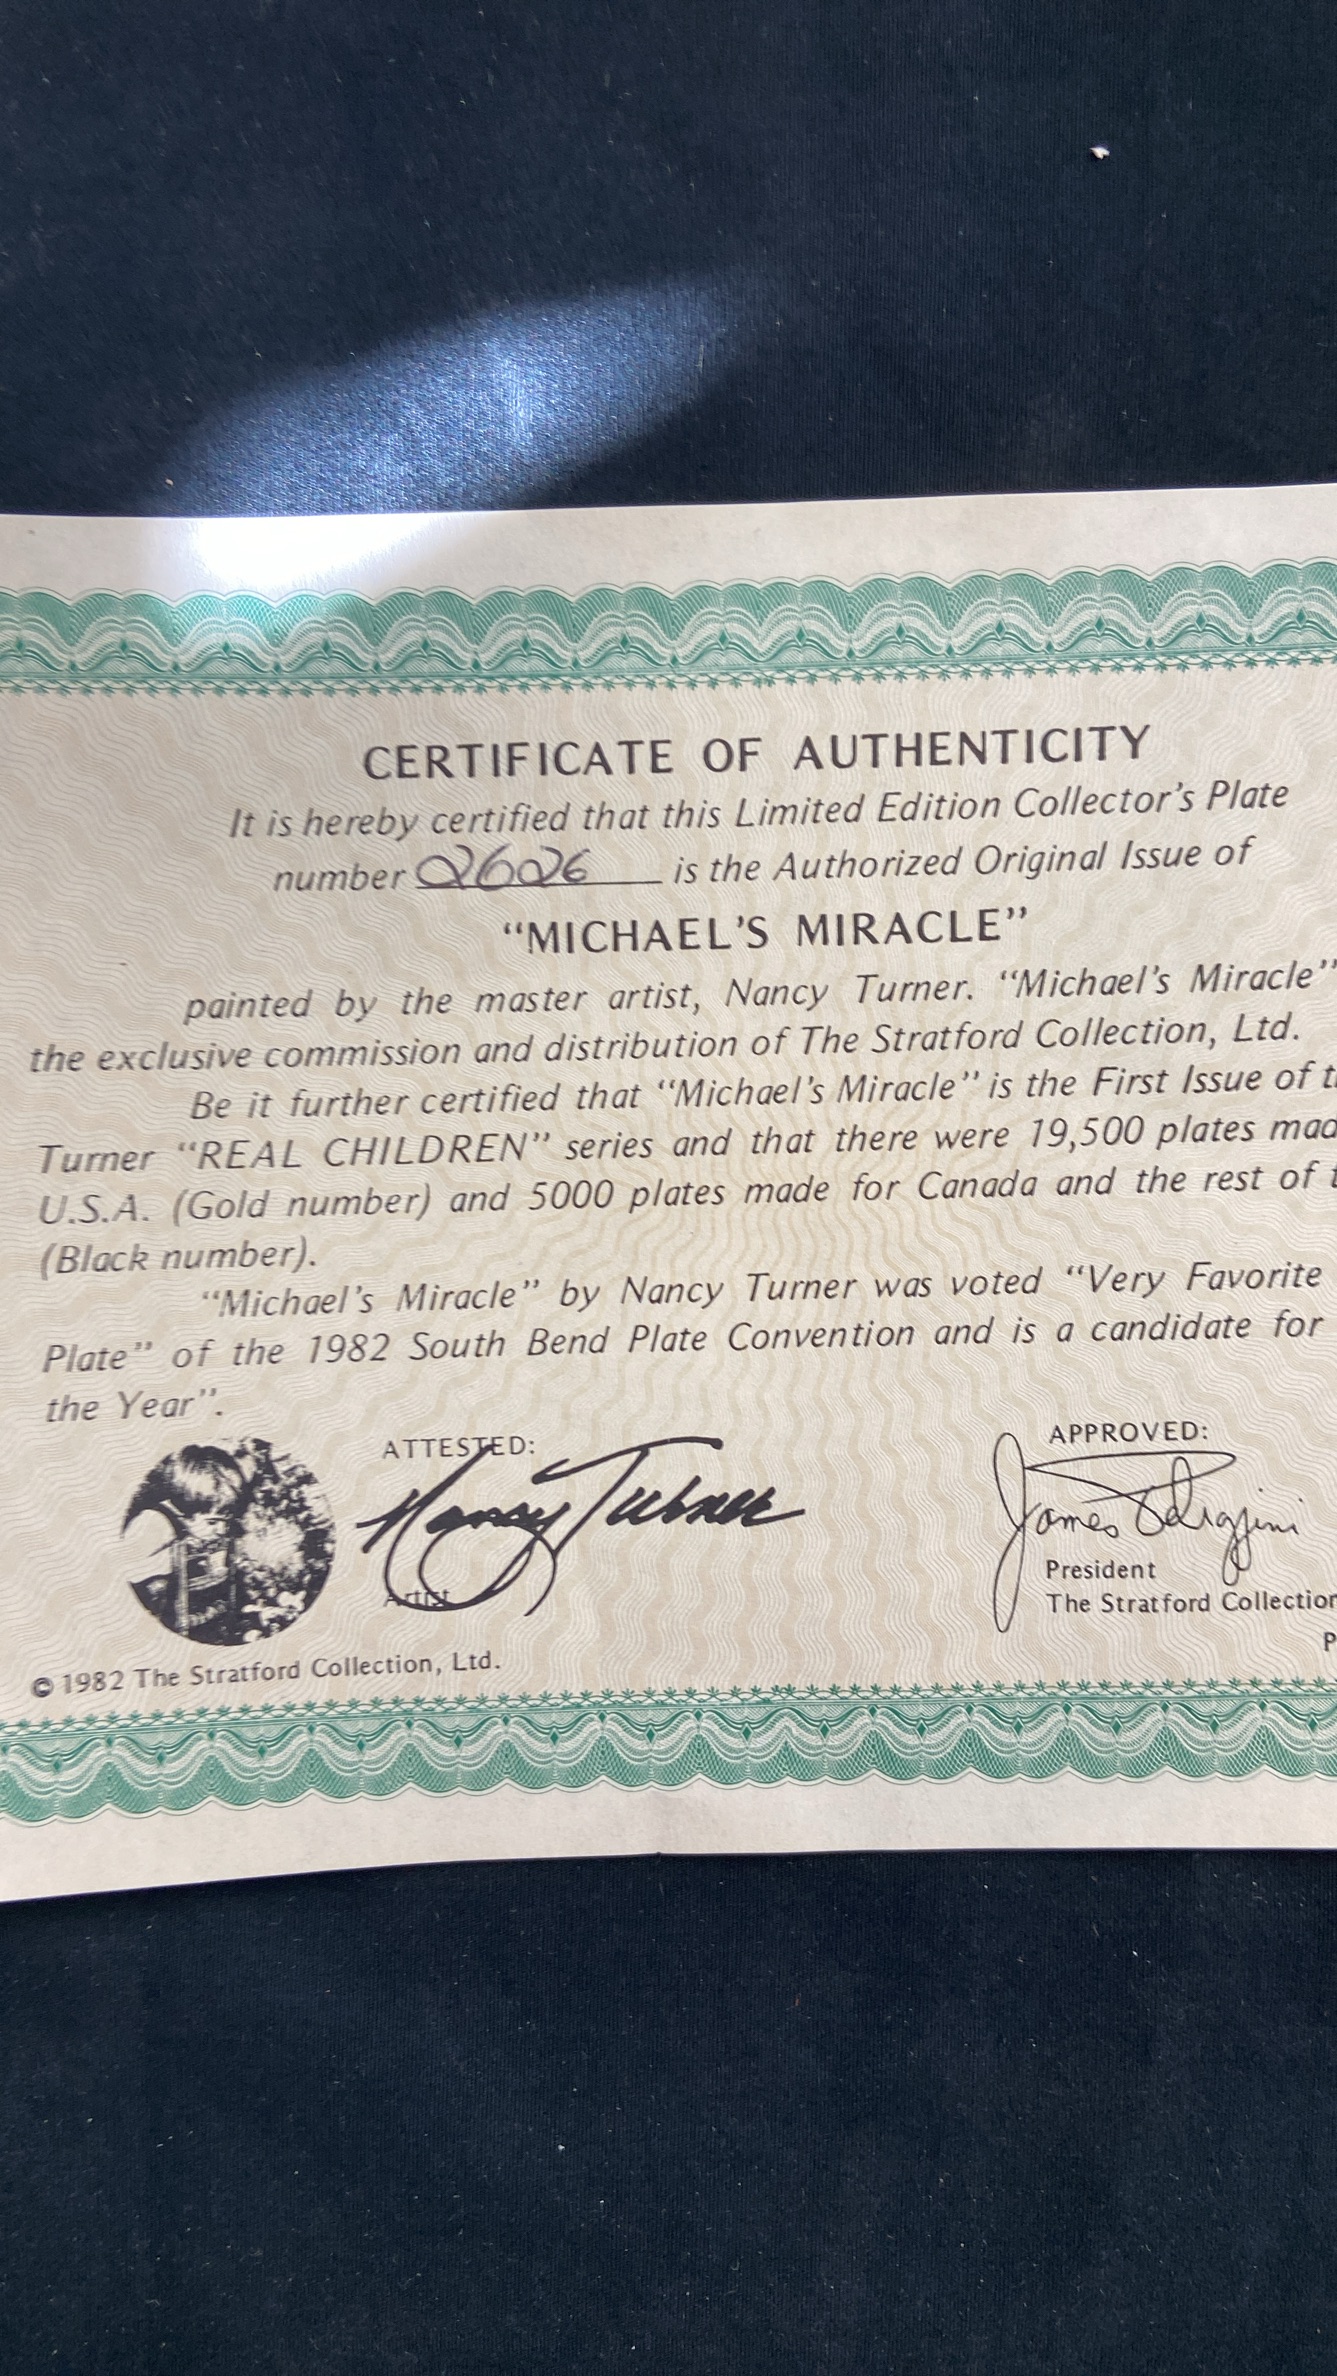 CERTIFICATE OF AUTHENTICITY
It is hereby certified that this Limited Edition Collector's Plate
number 2626 is the Authorized Original Issue of
"MICHAEL'S MIRACLE"
painted by the master artist, Nancy Turner. "Michael's Miracle"
the exclusive commission and distribution of The Stratford Collection, Ltd.
Be it further certified that "Michael's Miracle" is the First Issue of
Turner "REAL CHILDREN" series and that there were 19,500 plates
U.S.A. (Gold number) and 5000 plates made for Canada and the rest of
(Black number).
"Michael's Miracle" by Nancy Turner was voted "Very Favorite
Plate" of the 1982 South Bend Plate Convention and is a candidate for
the Year".
ATTESTED:
Nancy Turner
Artist
APPROVED:
James
President
The Stratford Collection
© 1982 The Stratford Collection, Ltd.